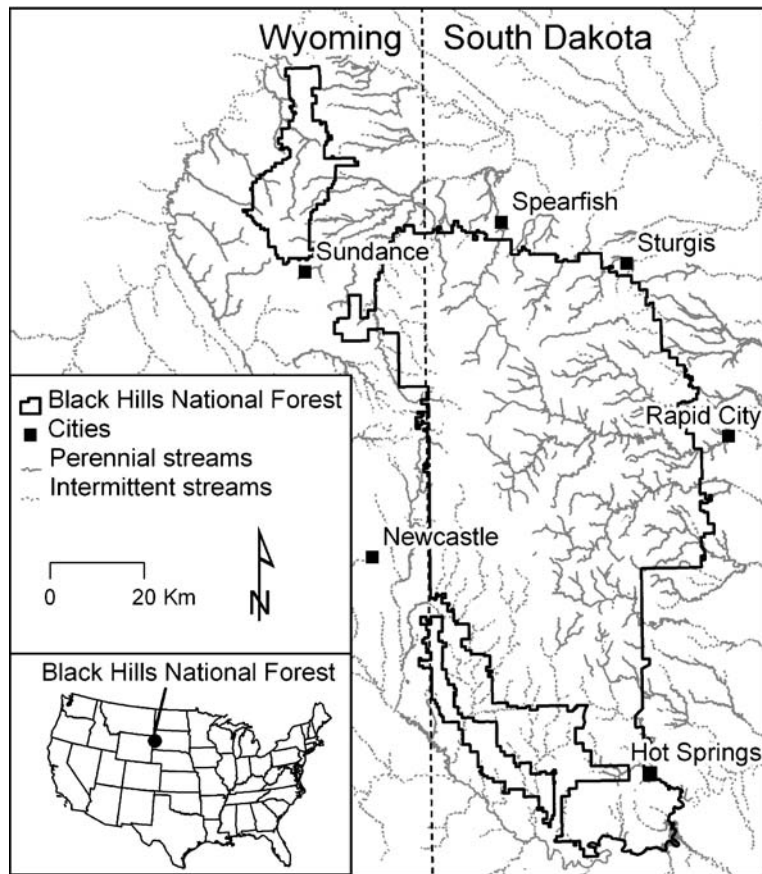 Wyoming South Dakota
Spearfish
Sturgis
Sundance
Black Hills National Forest
Cities
Perennial streams
Intermittent streams
Rapid City
Newcastle
0 20 Km
N
Black Hills National Forest
Hot Springs